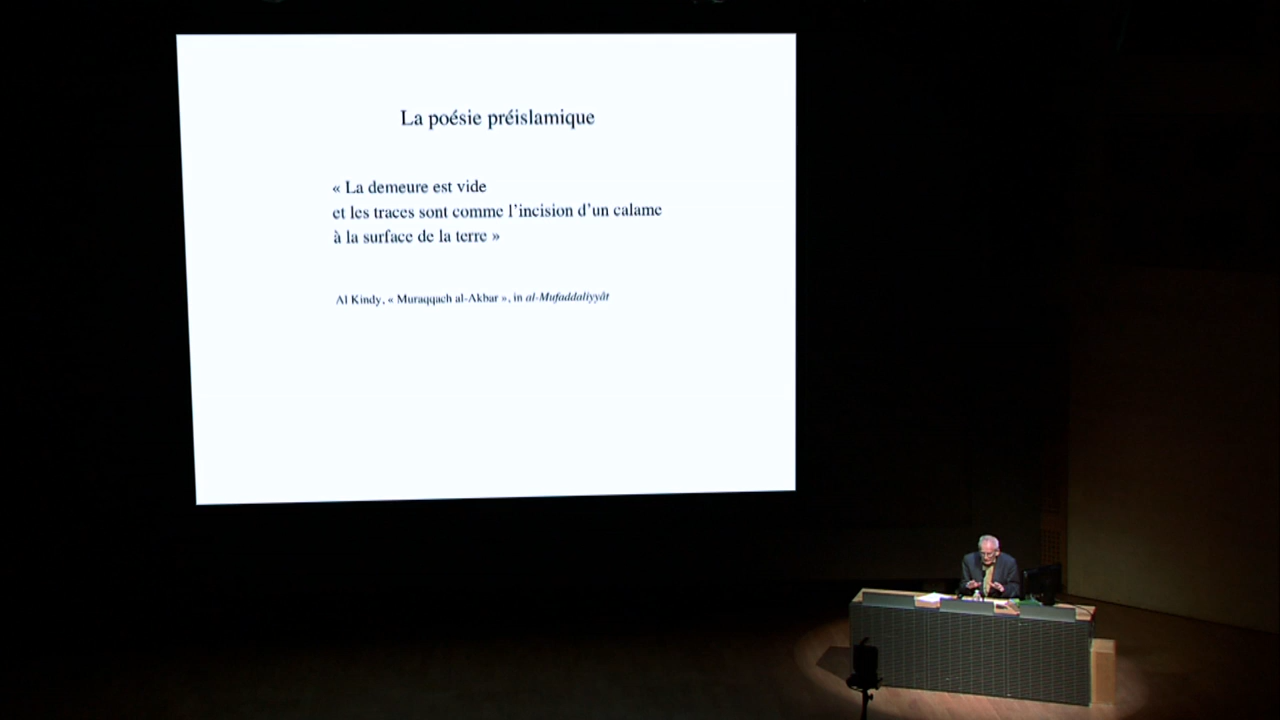 La poésie préislamique
« La demeure est vide
et les traces sont comme l’incision d’un calame
à la surface de la terre »
Al Kindy, « Muraqqach al-Akbar », in al-Mufaddaliyyât